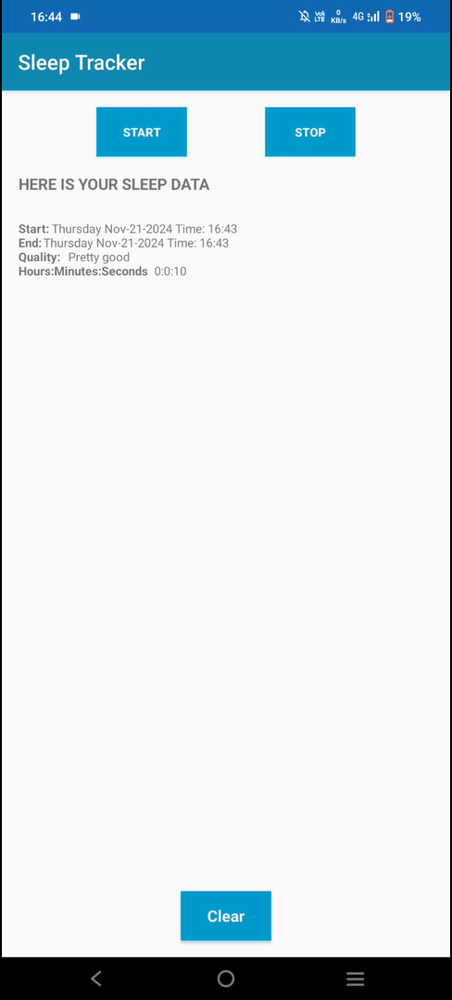 16:44 Vo LTE 0 KB/s 4G 19%
Sleep Tracker
START STOP
HERE IS YOUR SLEEP DATA
Start: Thursday Nov-21-2024 Time: 16:43
End: Thursday Nov-21-2024 Time: 16:43
Quality: Pretty good
Hours:Minutes:Seconds 0:0:10
Clear